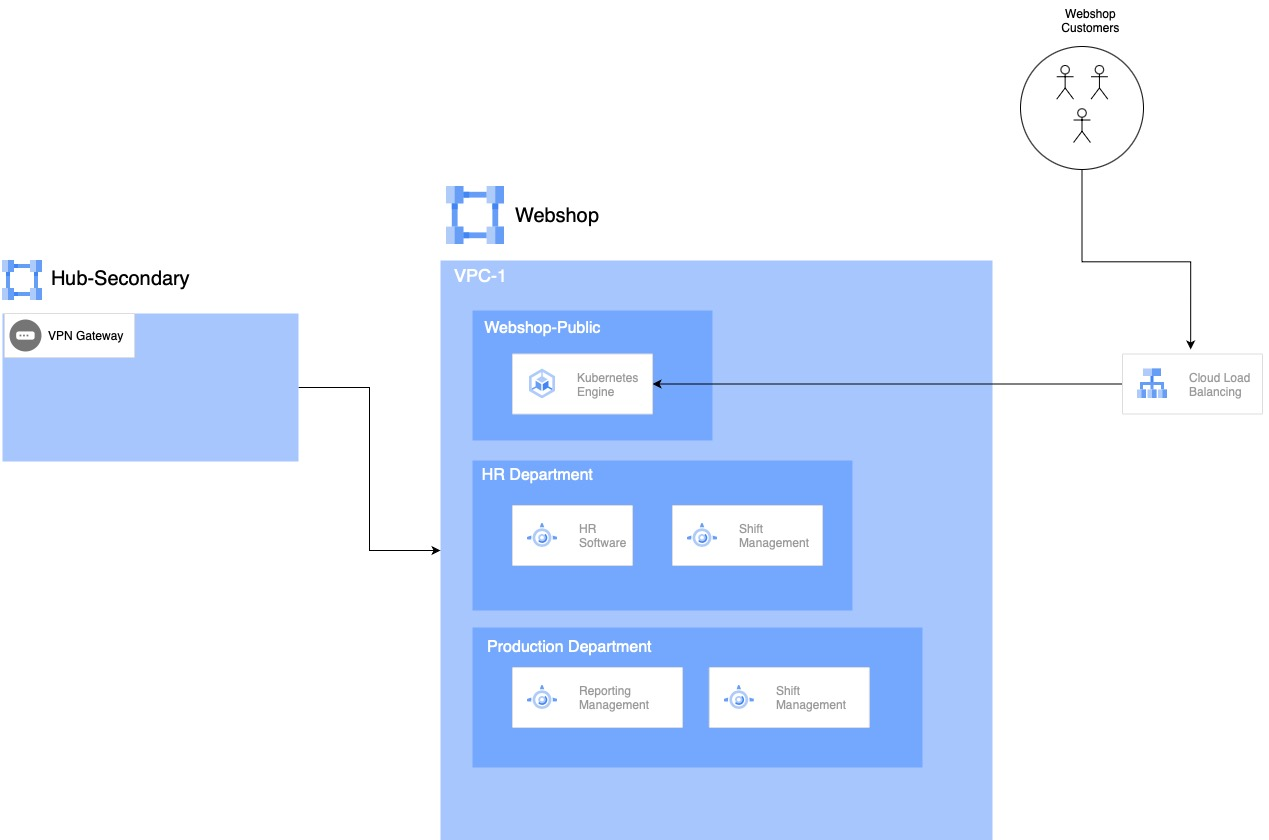 Webshop
Customers
Webshop
Hub-Secondary
VPC-1
VPN Gateway
Webshop-Public
Kubernetes
Engine
Cloud Load
Balancing
HR Department
HR
Software
Shift
Management
Production Department
Reporting
Management
Shift
Management